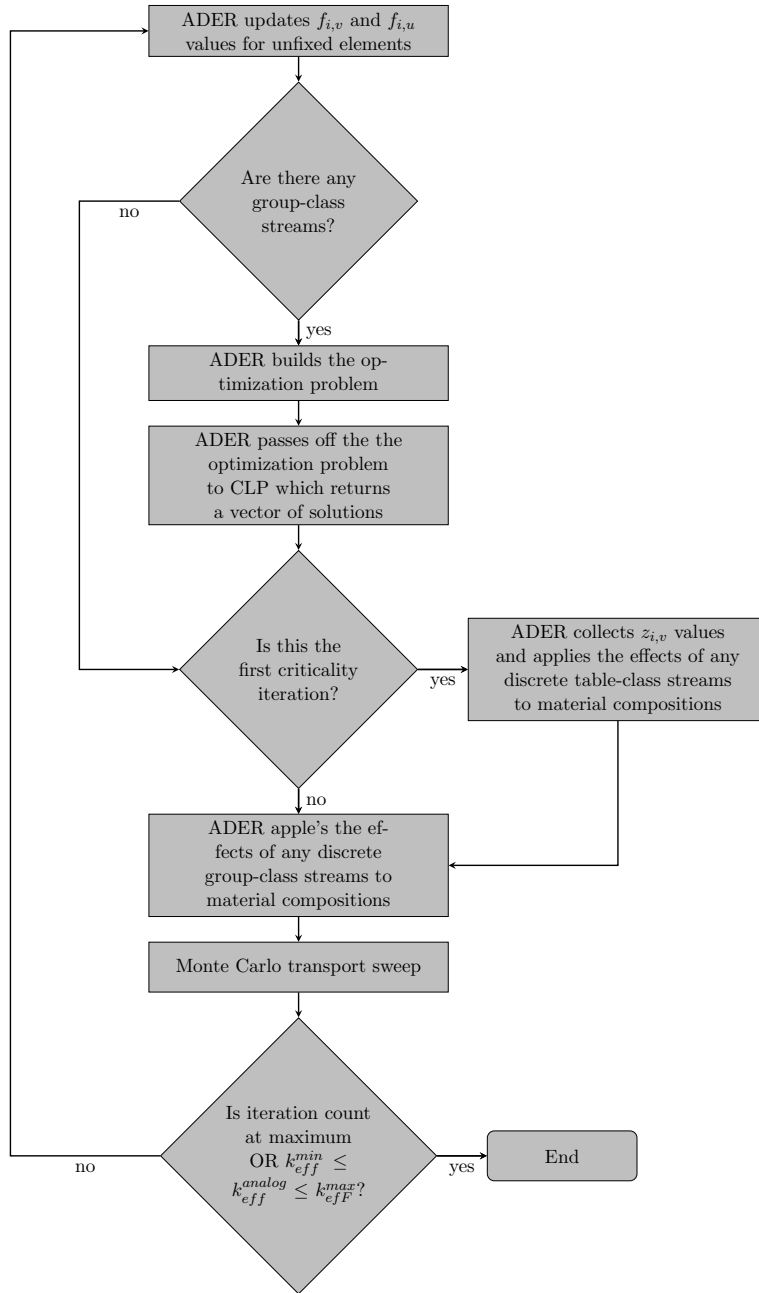 ADER updates $f_{i,v}$ and $f_{i,u}$
values for unfixed elements
Are there any
group-class
streams?
no
yes
ADER builds the op-
timization problem
ADER passes off the the
optimization problem
to CLP which returns
a vector of solutions
Is this the
first criticality
iteration?
yes
ADER collects $z_{i,v}$ values
and applies the effects of any
discrete table-class streams
to material compositions
no
ADER apple's the ef-
fects of any discrete
group-class streams to
material compositions
Monte Carlo transport sweep
Is iteration count
at maximum
OR $k_{eff}^{min} \leq$
$k_{eff}^{analog} \leq k_{efF}^{max}$?
no
yes
End